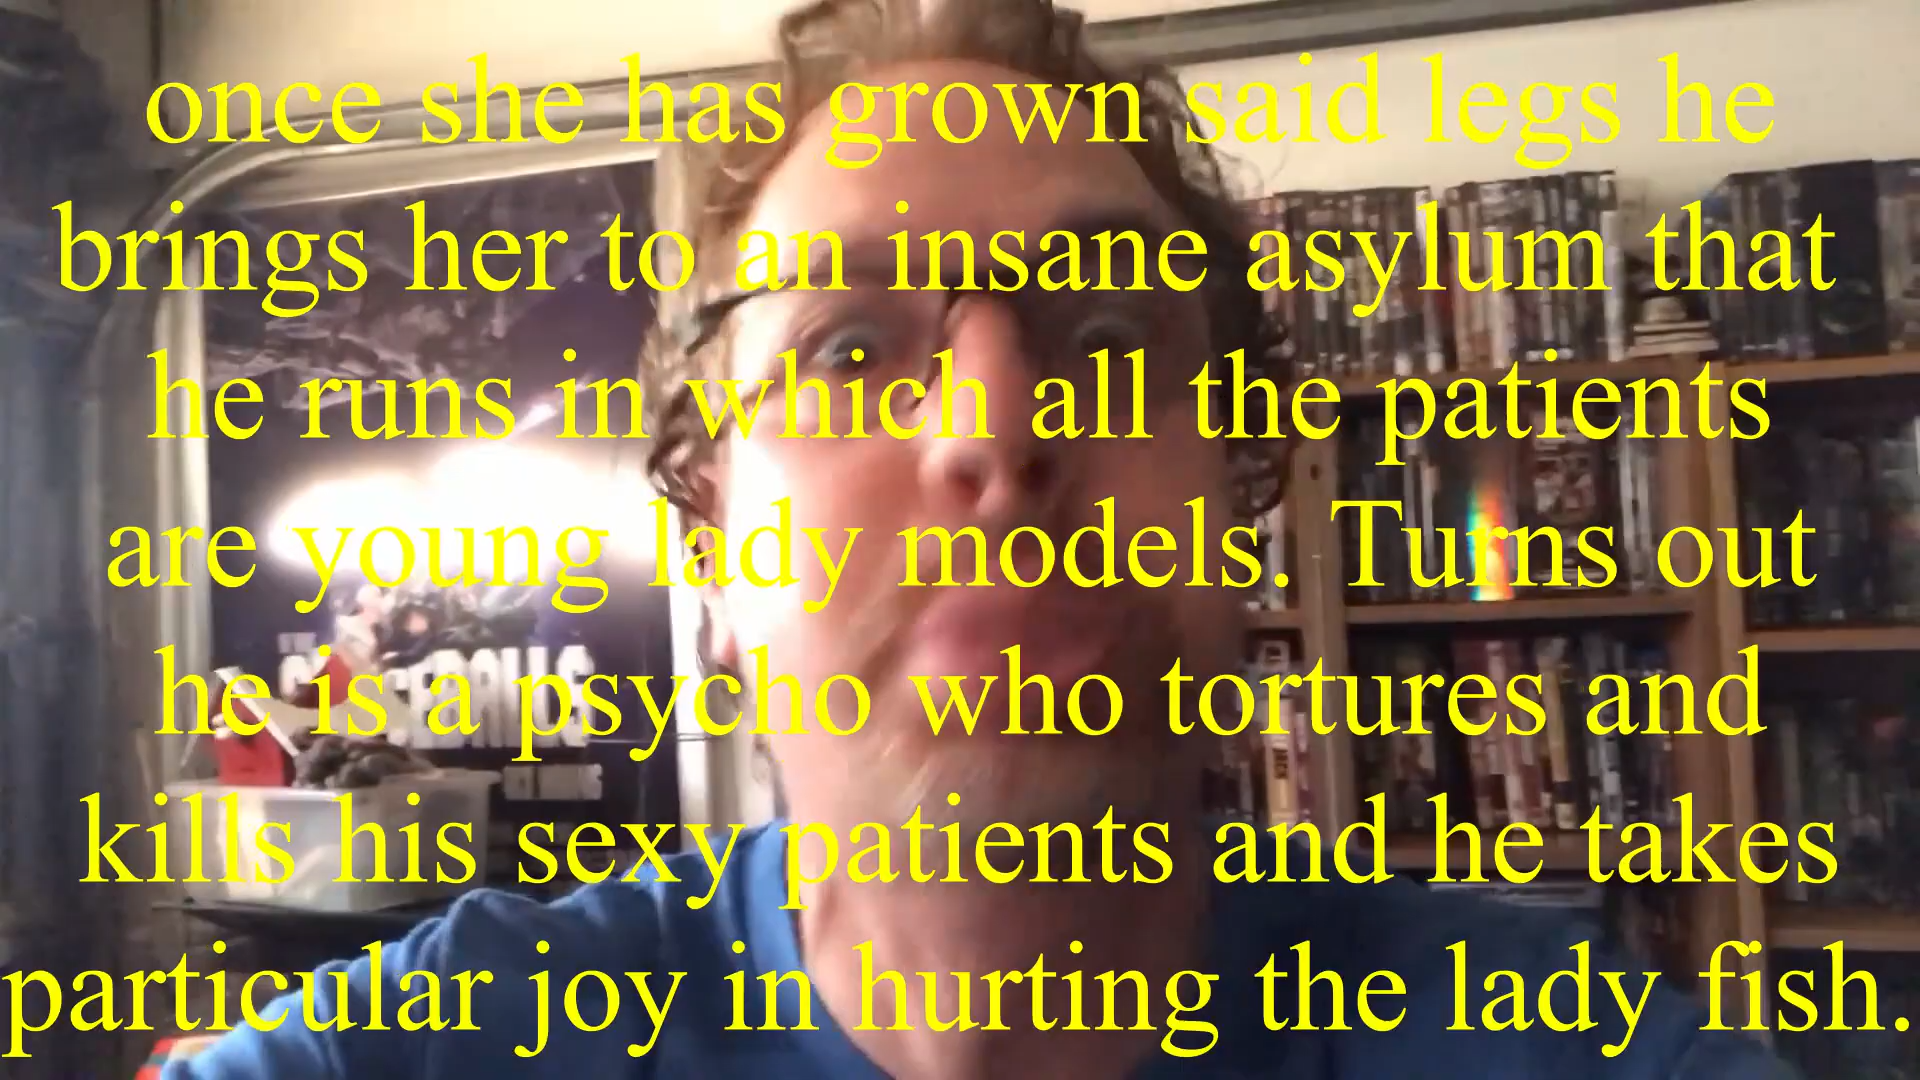 once she has grown said legs he
brings her to an insane asylum that
he runs in which all the patients
are young lady models. Turns out
he is a psycho who tortures and
kills his sexy patients and he takes
particular joy in hurting the lady fish.